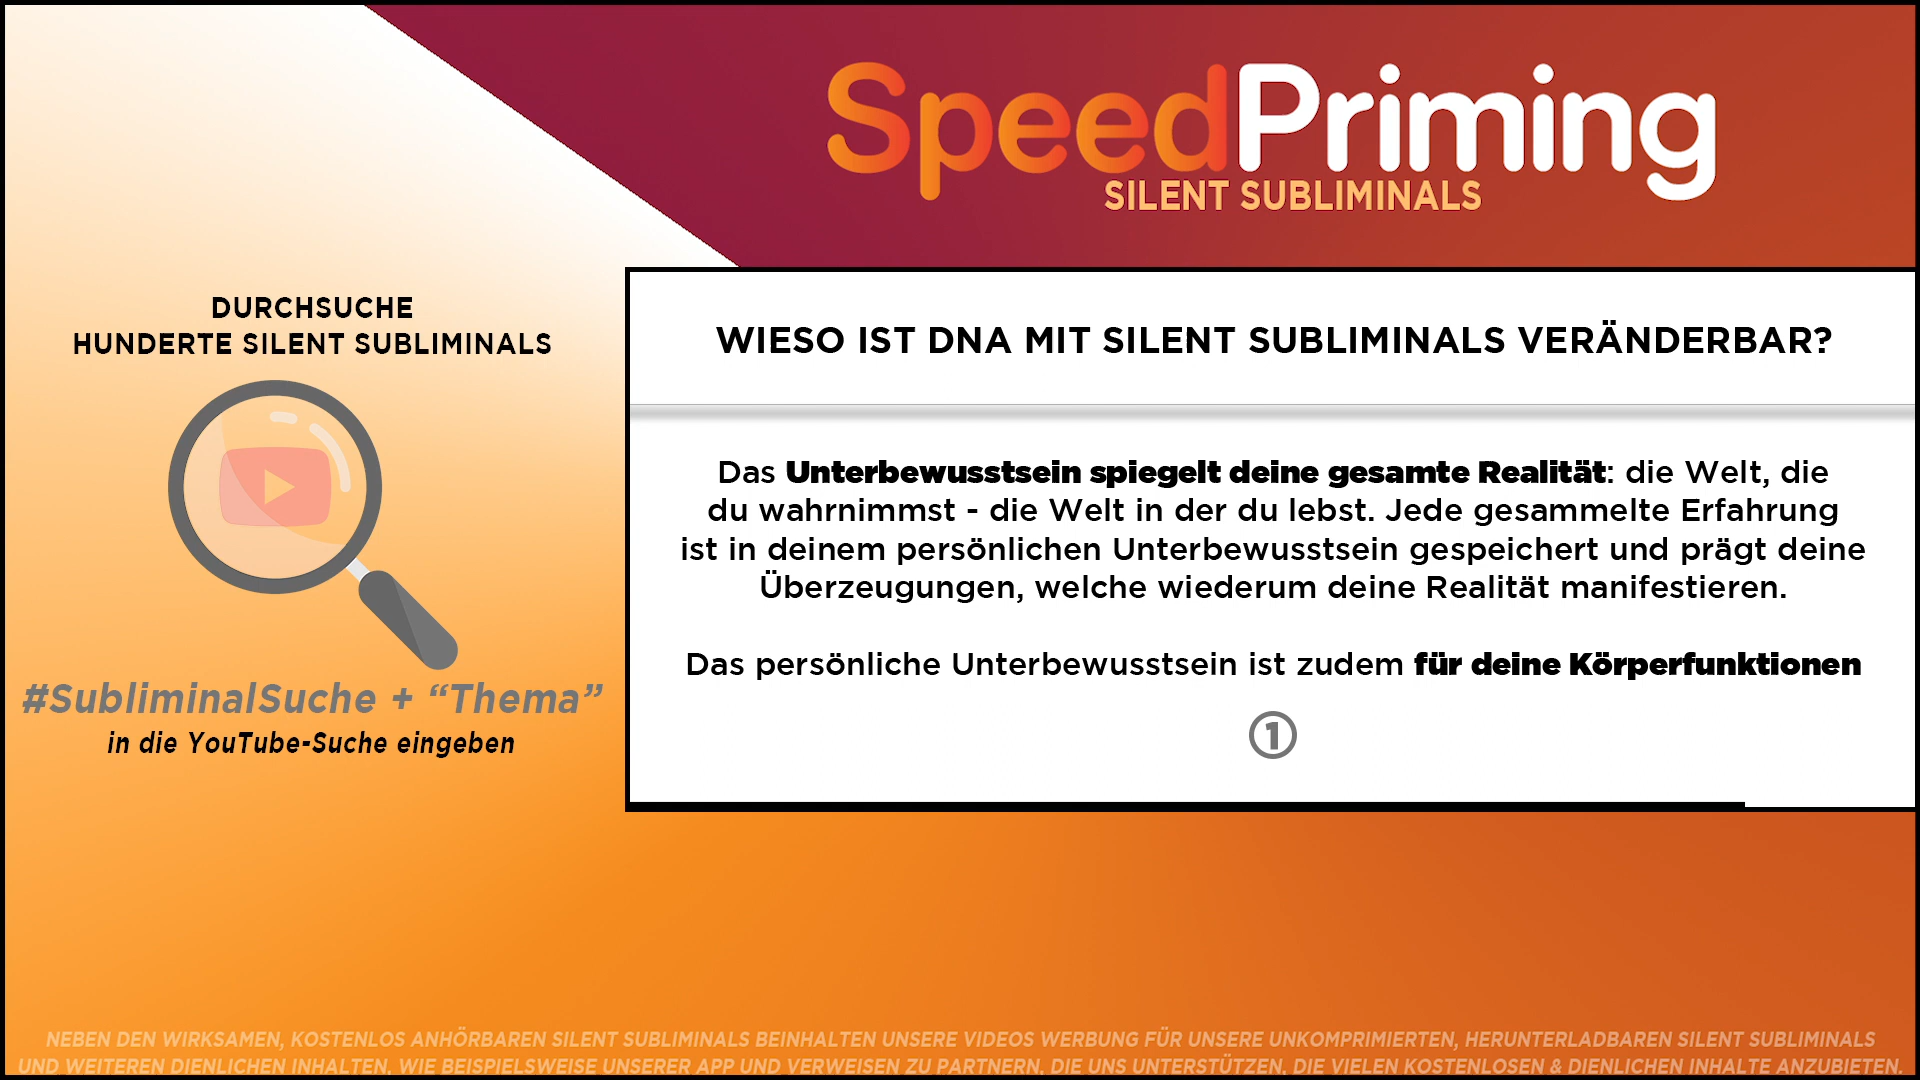 SpeedPriming
SILENT SUBLIMINALS
DURCHSUCHE
HUNDERTE SILENT SUBLIMINALS
#SubliminalSuche + “Thema”
in die YouTube-Suche eingeben
WIESO IST DNA MIT SILENT SUBLIMINALS VERÄNDERBAR?
Das Unterbewusstsein spiegelt deine gesamte Realität: die Welt, die
du wahrnimmst - die Welt in der du lebst. Jede gesammelte Erfahrung
ist in deinem persönlichen Unterbewusstsein gespeichert und prägt deine
Überzeugungen, welche wiederum deine Realität manifestieren.
Das persönliche Unterbewusstsein ist zudem für deine Körperfunktionen
1
NEBEN DEN WIRKSAMEN, KOSTENLOS ANHÖRBAREN SILENT SUBLIMINALS BEINHALTEN UNSERE VIDEOS WERBUNG FÜR UNSERE UNKOMPRIMIERTEN, HERUNTERLADBAREN SILENT SUBLIMINALS
UND WEITEREN DIENLICHEN INHALTEN, WIE BEISPIELSWEISE UNSERER APP UND VERWEISEN ZU PARTNERN, DIE UNS UNTERSTÜTZEN, DIE VIELEN KOSTENLOSEN & DIENLICHEN INHALTE ANZUBIETEN.